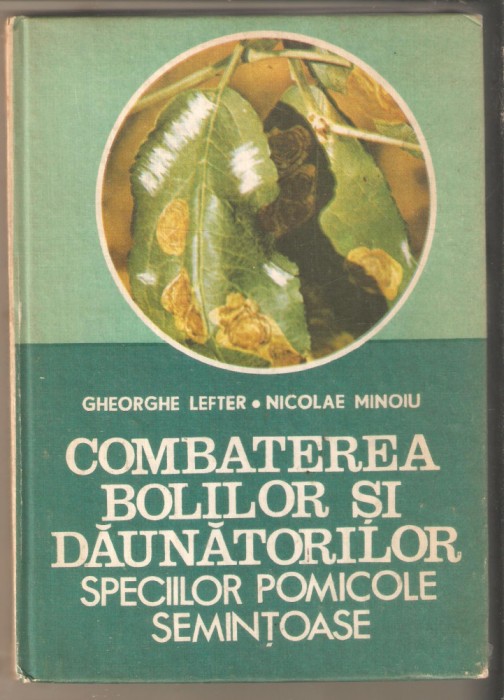 GHEORGHE LEFTER • NICOLAE MINOIU
COMBATEREA
BOLILOR ȘI
DĂUNĂTORILOR
SPECIILOR POMICOLE
SEMINȚOASE